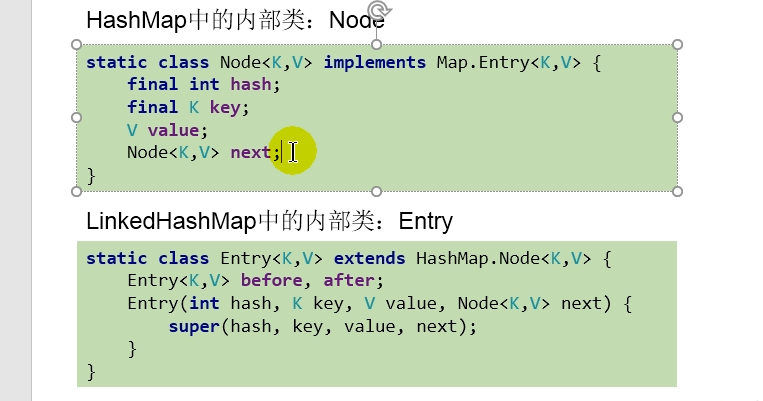 HashMap中的内部类：Node
static class Node<K,V> implements Map.Entry<K,V> {
    final int hash;
    final K key;
    V value;
    Node<K,V> next;
}
LinkedHashMap中的内部类：Entry
static class Entry<K,V> extends HashMap.Node<K,V> {
    Entry<K,V> before, after;
    Entry(int hash, K key, V value, Node<K,V> next) {
        super(hash, key, value, next);
    }
}